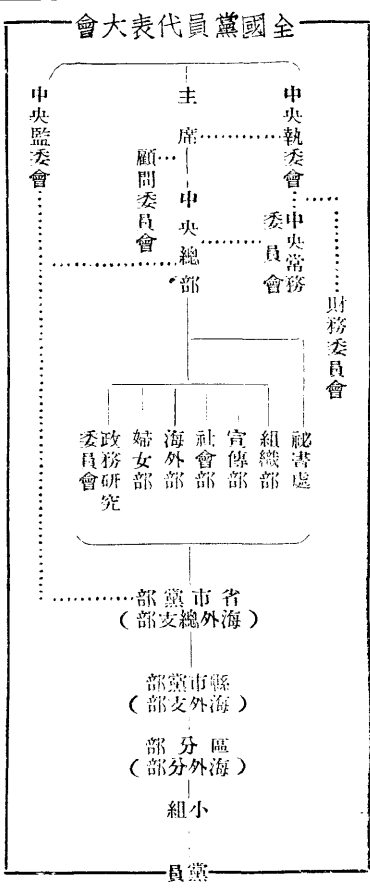 全國黨員代表大會
中央執委會
主席
中央監委會
顧問委員會
中央常務
委員會
財務委員會
中央總部
祕書處
組織部
宣傳部
社會部
海外部
婦女部
政務研究
委員會
省市黨部
(海外總支部)
縣市黨部
(海外支部)
區分部
(海外分部)
小組
黨員